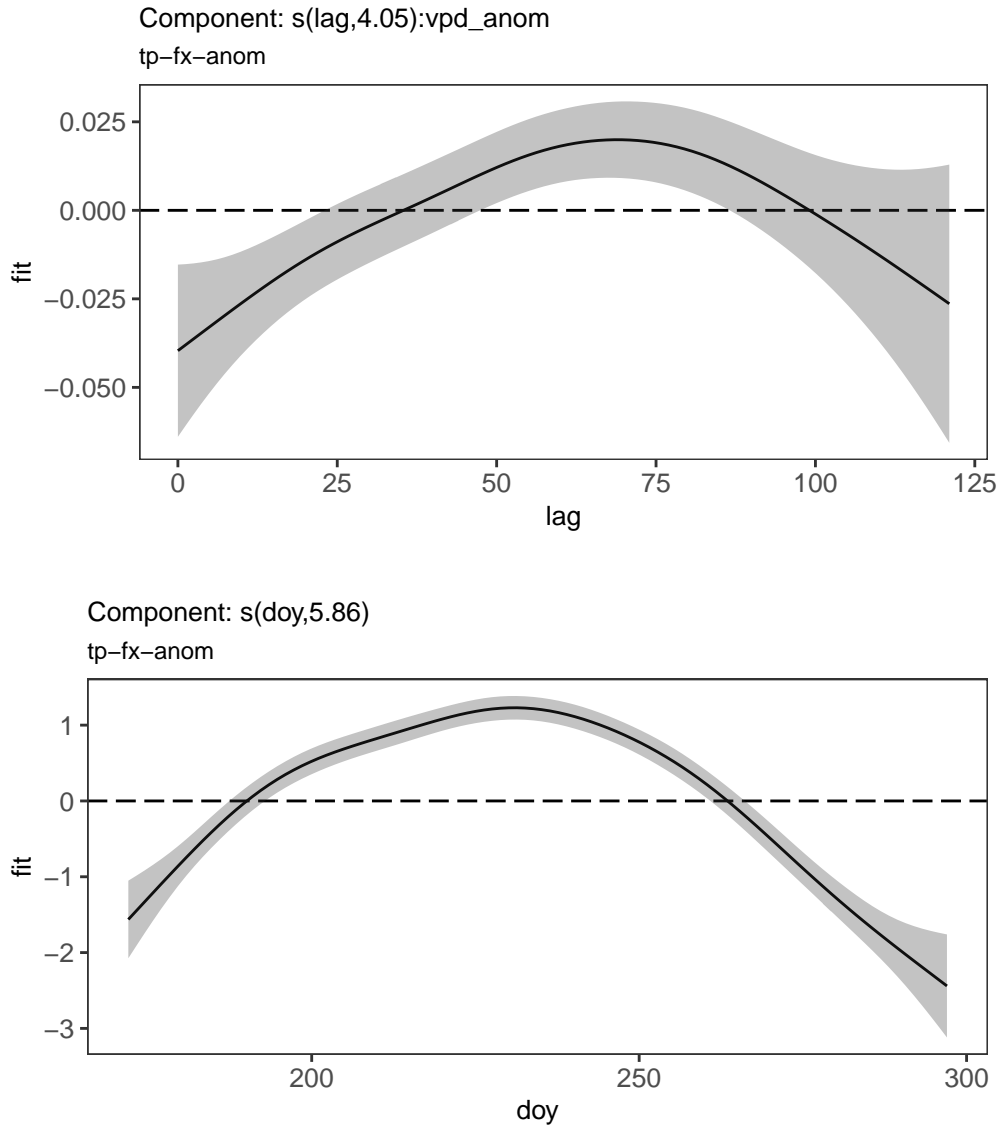 Component: s(lag,4.05):vpd_anom
tp−fx−anom
0.025
0.000
−0.025
−0.050
fit
0 25 50 75 100 125
lag
Component: s(doy,5.86)
tp−fx−anom
1
0
−1
−2
−3
fit
200 250 300
doy